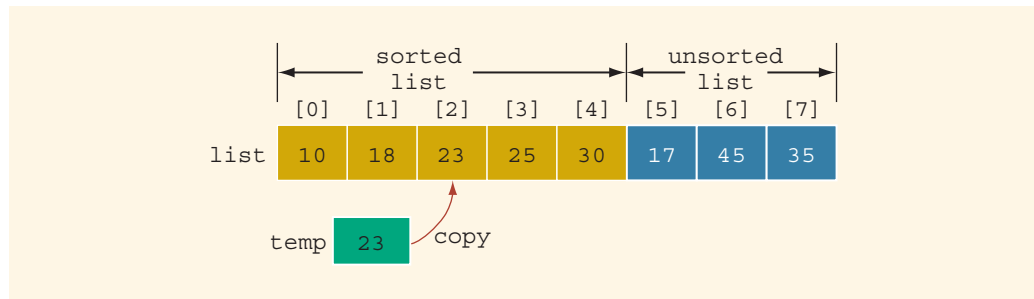 sorted list
unsorted list
[0] [1] [2] [3] [4] [5] [6] [7]
list 10 18 23 25 30 17 45 35
temp 23 copy